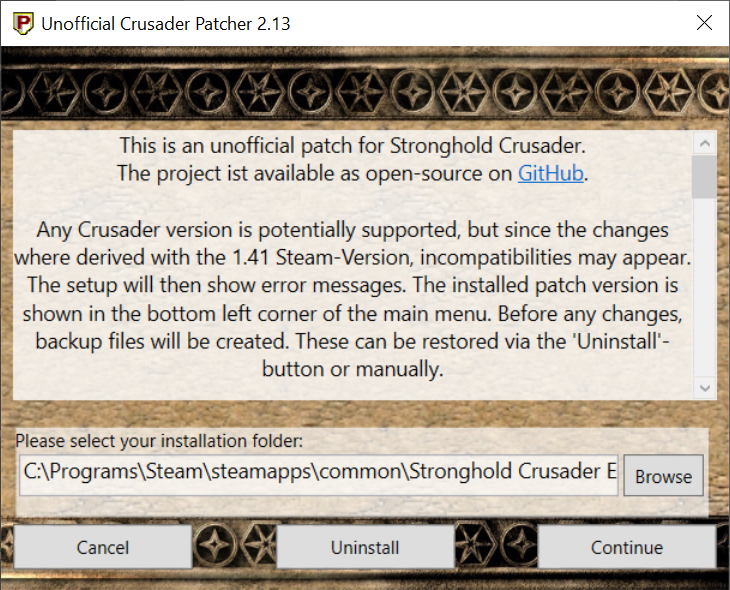 P Unofficial Crusader Patcher 2.13
This is an unofficial patch for Stronghold Crusader.
The project ist available as open-source on GitHub.
Any Crusader version is potentially supported, but since the changes
where derived with the 1.41 Steam-Version, incompatibilities may appear.
The setup will then show error messages. The installed patch version is
shown in the bottom left corner of the main menu. Before any changes,
backup files will be created. These can be restored via the 'Uninstall'-
button or manually.
Please select your installation folder:
C:\Programs\Steam\steamapps\common\Stronghold Crusader E
Browse
Cancel
Uninstall
Continue